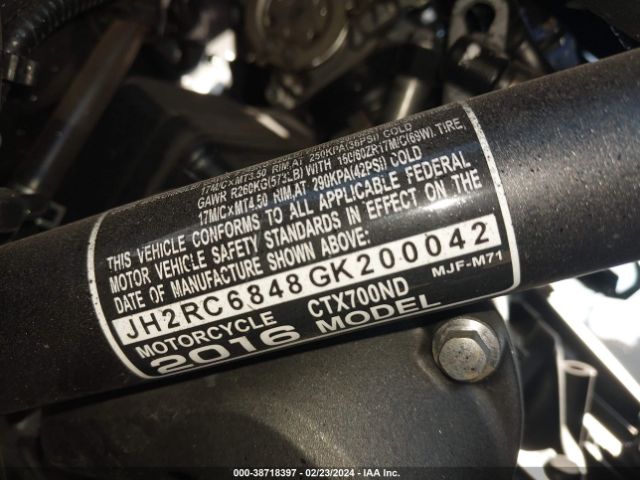 17M/C×MT3.50 RIM,AT 250KPA(36PSI) COLD
GAWR R260KG(573LB) WITH 150/60ZR17M/C(69W) TIRE,
17M/C×MT4.50 RIM,AT 290KPA(42PSI) COLD
THIS VEHICLE CONFORMS TO ALL APPLICABLE FEDERAL
MOTOR VEHICLE SAFETY STANDARDS IN EFFECT ON THE
DATE OF MANUFACTURE SHOWN ABOVE:
JH2RC6848GK200042
MOTORCYCLE CTX700ND MJF-M71
2016 MODEL
000-38718397 - 02/23/2024 - IAA Inc.